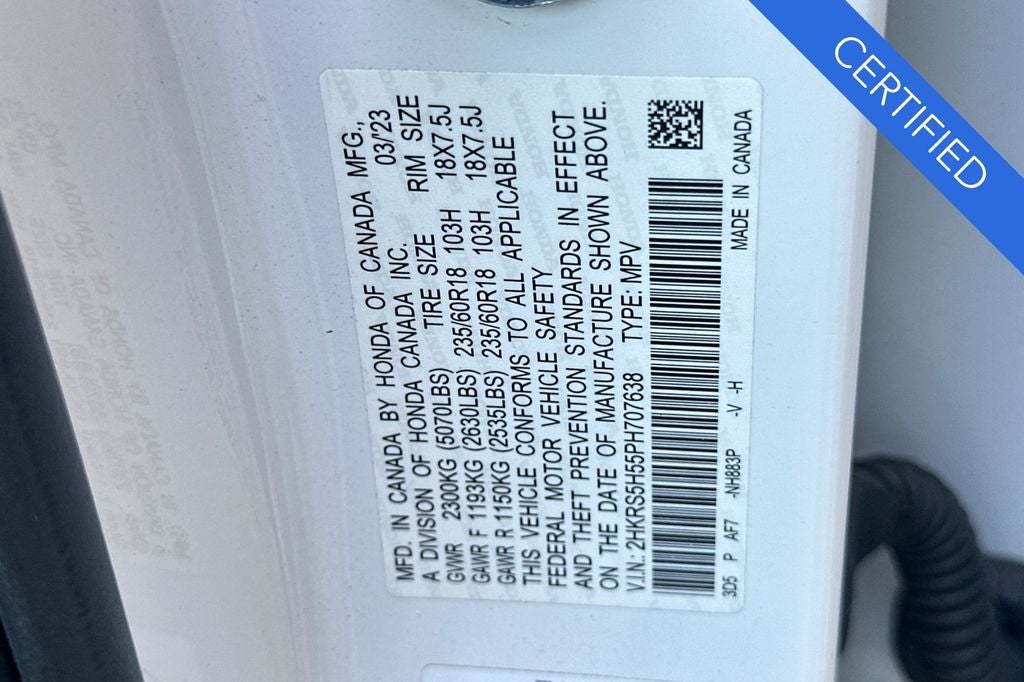 CERTIFIED
MFD. IN CANADA BY HONDA OF CANADA MFG.,
A DIVISION OF HONDA CANADA INC. 03/'23
GVWR 2300KG (5070LBS) TIRE SIZE RIM SIZE
GAWR F 1193KG (2630LBS) 235/60R18 103H 18X7.5J
GAWR R 1150KG (2535LBS) 235/60R18 103H 18X7.5J
THIS VEHICLE CONFORMS TO ALL APPLICABLE
FEDERAL MOTOR VEHICLE SAFETY
AND THEFT PREVENTION STANDARDS IN EFFECT
ON THE DATE OF MANUFACTURE SHOWN ABOVE.
V.I.N.: 2HKRS5H55PH707638 TYPE: MPV
3D5 P AF7 -NH883P -V -H MADE IN CANADA